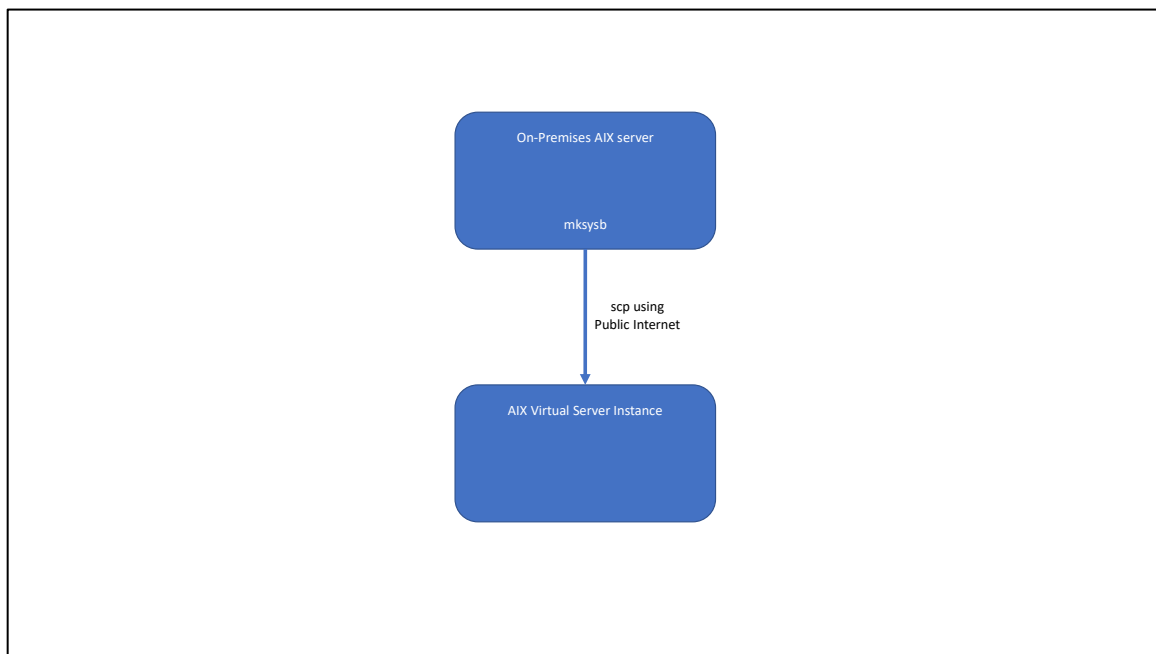 On-Premises AIX server
mksysb
scp using
Public Internet
AIX Virtual Server Instance